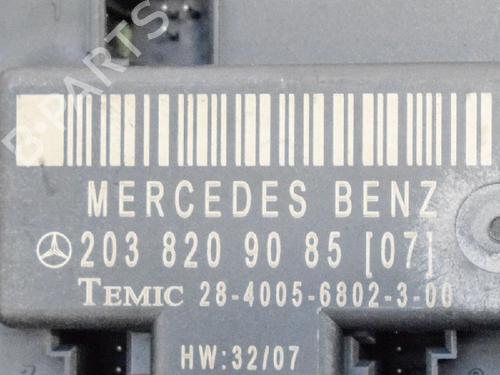 B-PARTS
MERCEDES BENZ
203 820 90 85 [07]
TEMIC 28-4005-6802-3-00
HW:32/07